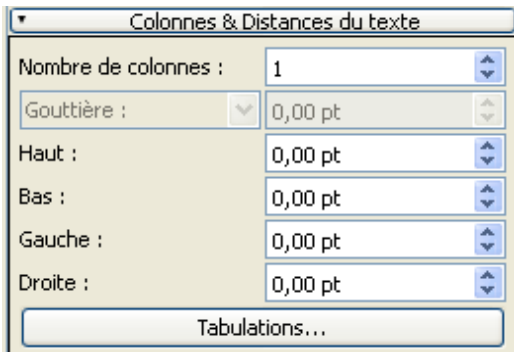 Colonnes & Distances du texte
Nombre de colonnes : 1
Gouttière : 0,00 pt
Haut : 0,00 pt
Bas : 0,00 pt
Gauche : 0,00 pt
Droite : 0,00 pt
Tabulations...